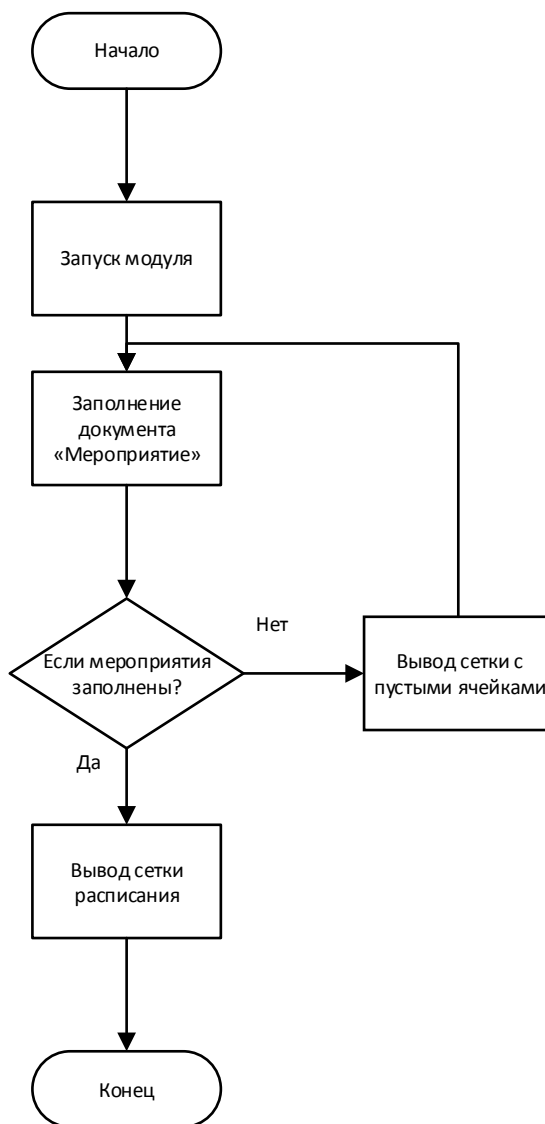 Начало
Запуск модуля
Заполнение
документа
«Мероприятие»
Если мероприятия
заполнены?
Нет
Вывод сетки с
пустыми ячейками
Да
Вывод сетки
расписания
Конец